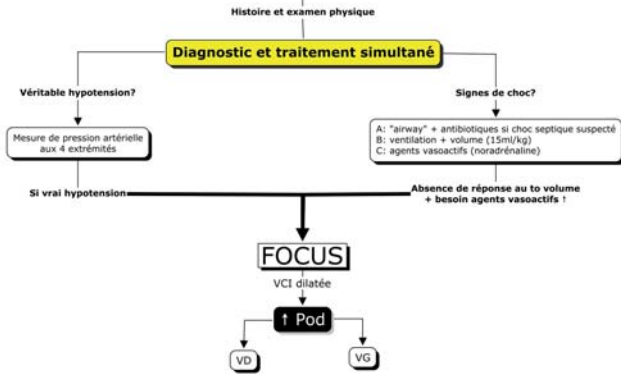 Histoire et examen physique
Diagnostic et traitement simultané
Véritable hypotension?
Signes de choc?
Mesure de pression artérielle
aux 4 extrémités
A: "airway" + antibiotiques si choc septique suspecté
B: ventilation + volume (15ml/kg)
C: agents vasoactifs (noradrénaline)
Si vrai hypotension
Absence de réponse au to volume
+ besoin agents vasoactifs ↑
FOCUS
VCI dilatée
↑ Pod
VD
VG